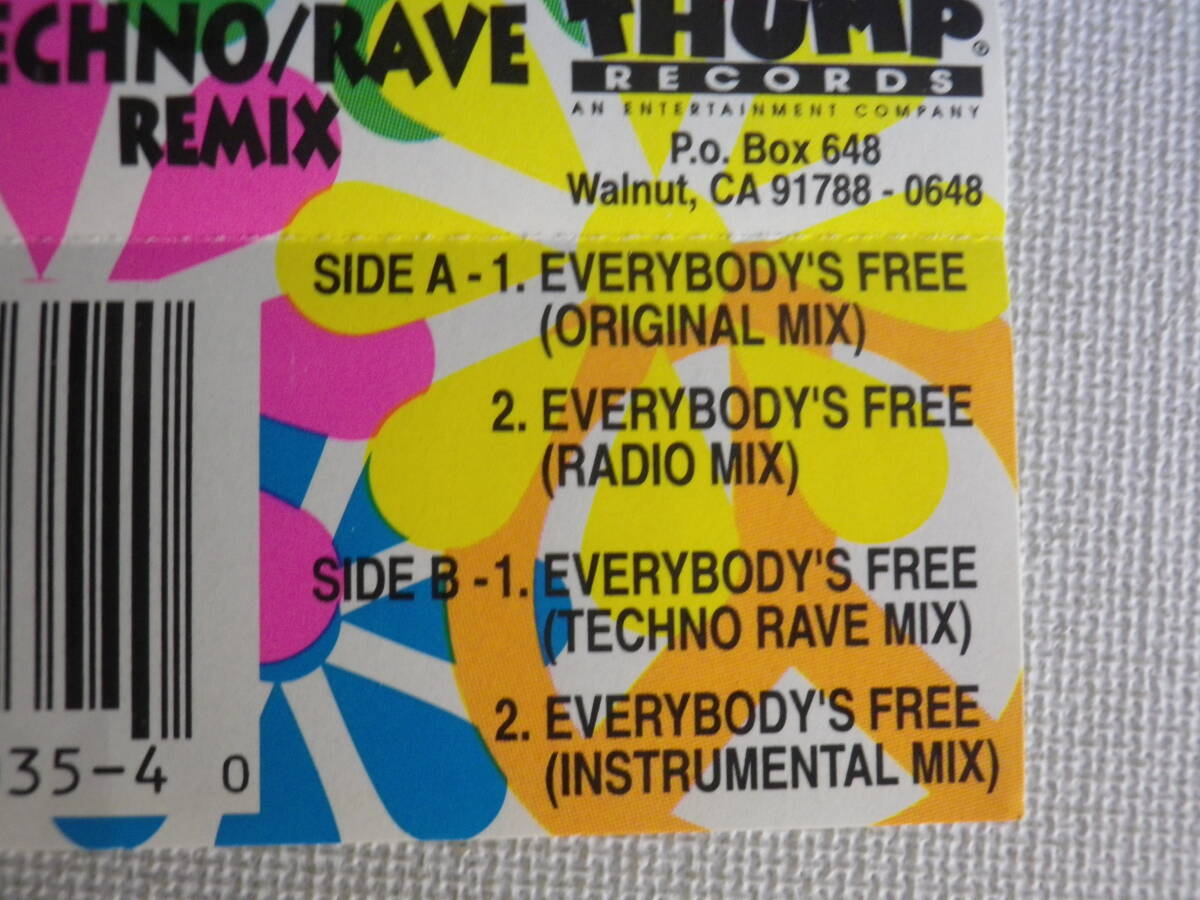 ECHNO/RAVE
REMIX
THUMP®
RECORDS
AN ENTERTAINMENT COMPANY
P.o. Box 648
Walnut, CA 91788 - 0648
SIDE A - 1. EVERYBODY'S FREE
(ORIGINAL MIX)
2. EVERYBODY'S FREE
(RADIO MIX)
SIDE B -1. EVERYBODY'S FREE
(TECHNO RAVE MIX)
2. EVERYBODY'S FREE
(INSTRUMENTAL MIX)
35-4 0